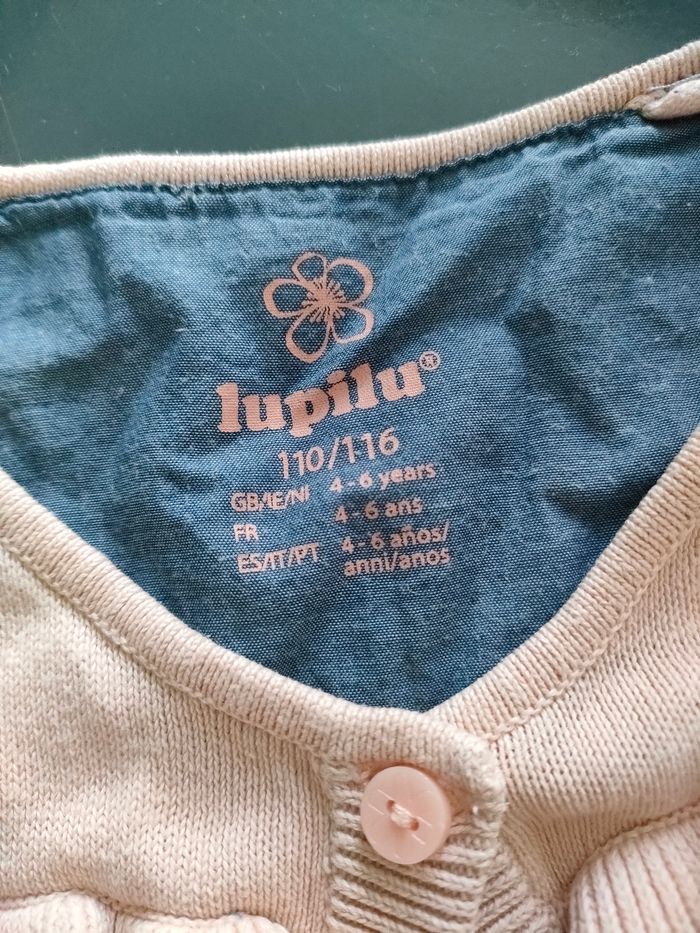 lupilu®
110/116
GB/IE/NI 4 - 6 years
FR 4 - 6 ans
ES/IT/PT 4 - 6 años/
anni/anos